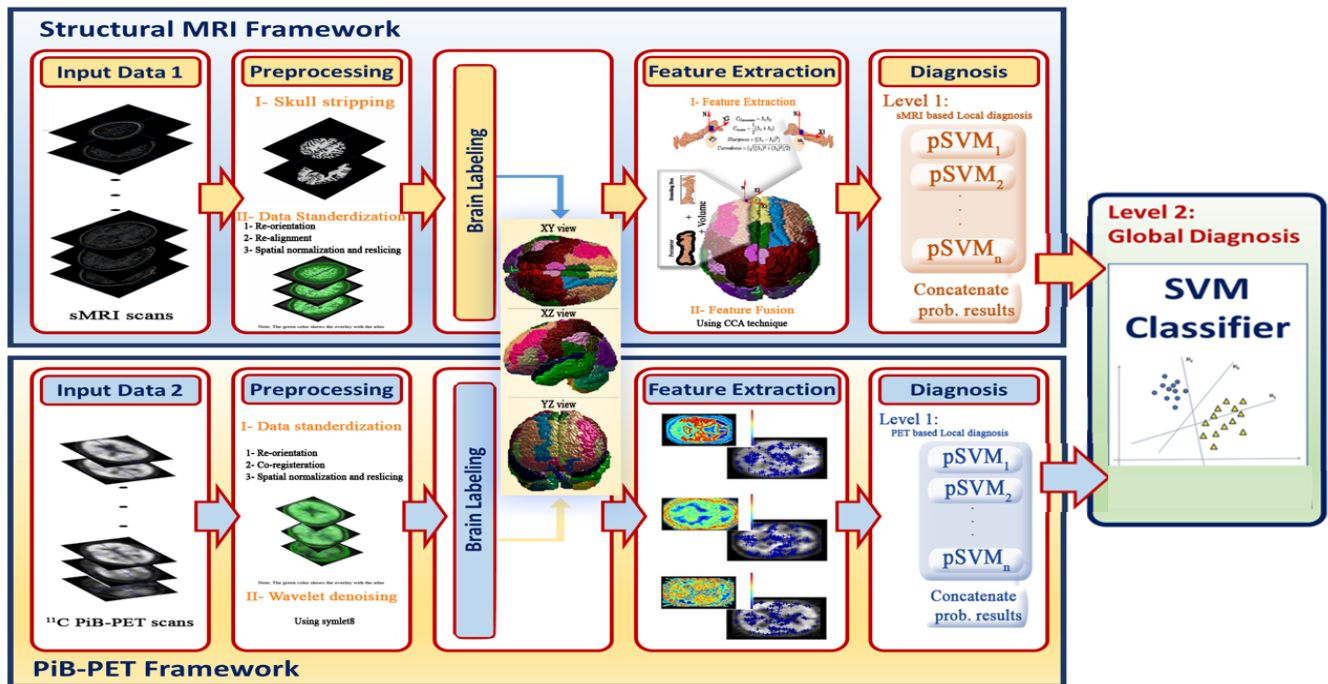 Structural MRI Framework
Input Data 1
sMRI scans
Preprocessing
I- Skull stripping
II- Data Standerdization
1- Re-orientation
2- Re-alignment
3- Spatial normalization and reslicing
Note, The green color shows the overlay with the atlas
Brain Labeling
XY view
XZ view
YZ view
Feature Extraction
I- Feature Extraction
+ Volume
II- Feature Fusion
Using CCA technique
Diagnosis
Level 1:
sMRI based Local diagnosis
pSVM1
pSVM2
.
.
.
pSVMn
Concatenate
prob. results
Input Data 2
11C PiB-PET scans
Preprocessing
I- Data standerdization
1- Re-orientation
2- Co-registeration
3- Spatial normalization and reslicing
Note, The green color shows the overlay with the atlas
II- Wavelet denoising
Using symlet8
Brain Labeling
Feature Extraction
Diagnosis
Level 1:
PET based Local diagnosis
pSVM1
pSVM2
.
.
.
pSVMn
Concatenate
prob. results
PiB-PET Framework
Level 2:
Global Diagnosis
SVM
Classifier